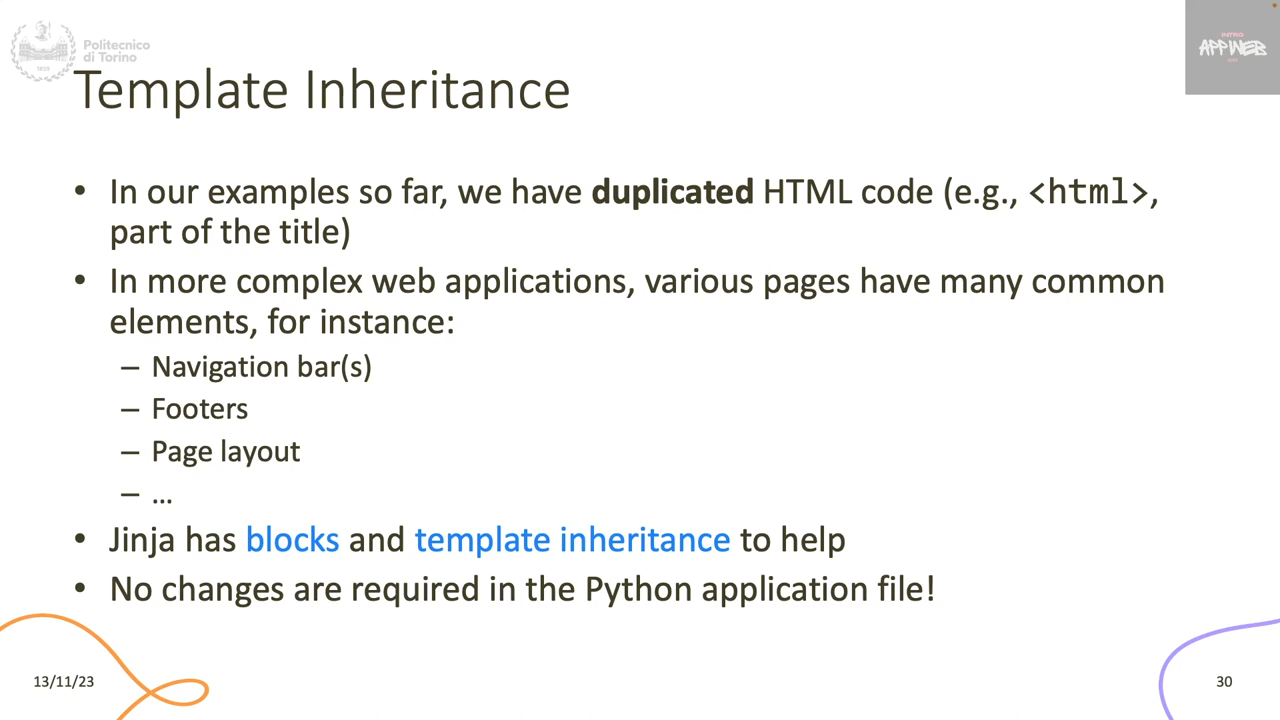 Politecnico
di Torino
1859
INTRO
APPWEB
Template Inheritance
• In our examples so far, we have duplicated HTML code (e.g., <html>,
part of the title)
• In more complex web applications, various pages have many common
elements, for instance:
– Navigation bar(s)
– Footers
– Page layout
– …
• Jinja has blocks and template inheritance to help
• No changes are required in the Python application file!
13/11/23
30